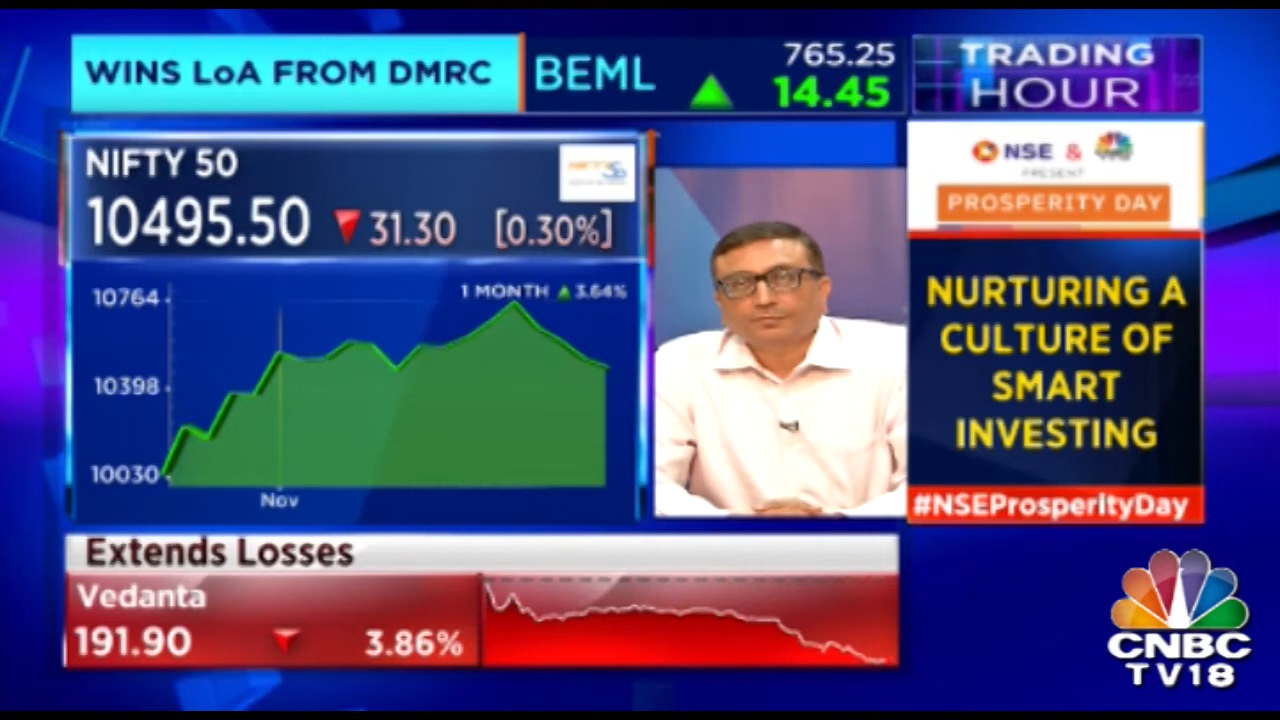 WINS LoA FROM DMRC
BEML
765.25
14.45
TRADING
HOUR
NIFTY 50
10495.50 31.30 [0.30%]
1 MONTH 3.64%
10764
10398
10030
Nov
NSE &
PRESENT
PROSPERITY DAY
NURTURING A
CULTURE OF
SMART
INVESTING
#NSEProsperityDay
Extends Losses
Vedanta
191.90 3.86%
CNBC
TV18